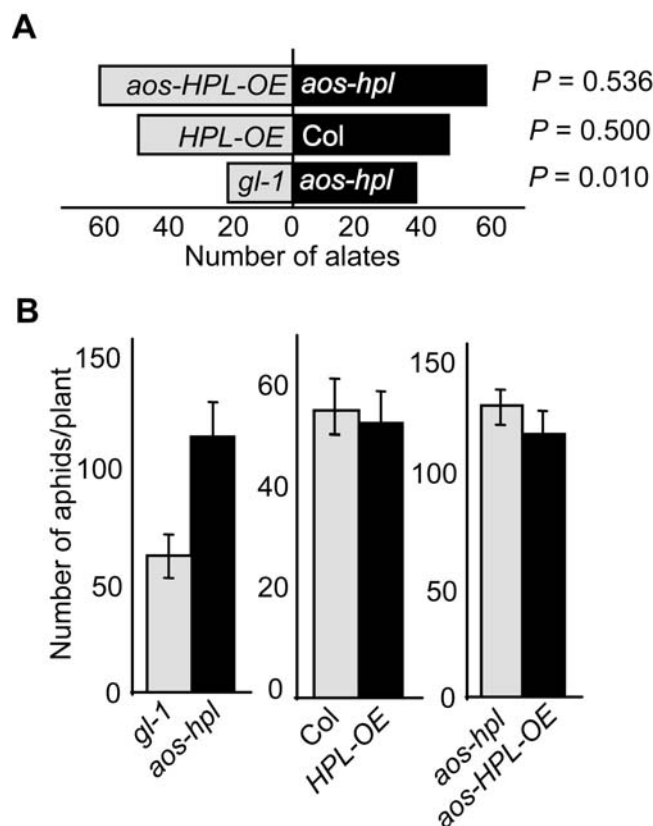 A
aos-HPL-OE aos-hpl P = 0.536
HPL-OE Col P = 0.500
gl-1 aos-hpl P = 0.010
60 40 20 0 20 40 60
Number of alates
B
Number of aphids/plant
150
100
50
0
gl-1
aos-hpl
60
40
20
0
Col
HPL-OE
150
100
50
0
aos-hpl
aos-HPL-OE